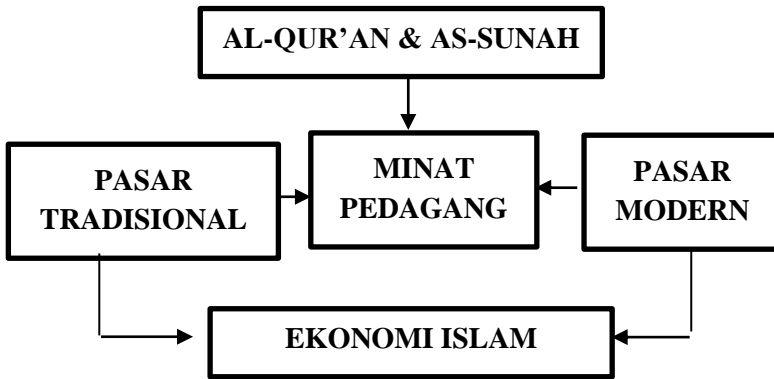 AL-QUR’AN & AS-SUNAH
PASAR
TRADISIONAL
MINAT
PEDAGANG
PASAR
MODERN
EKONOMI ISLAM